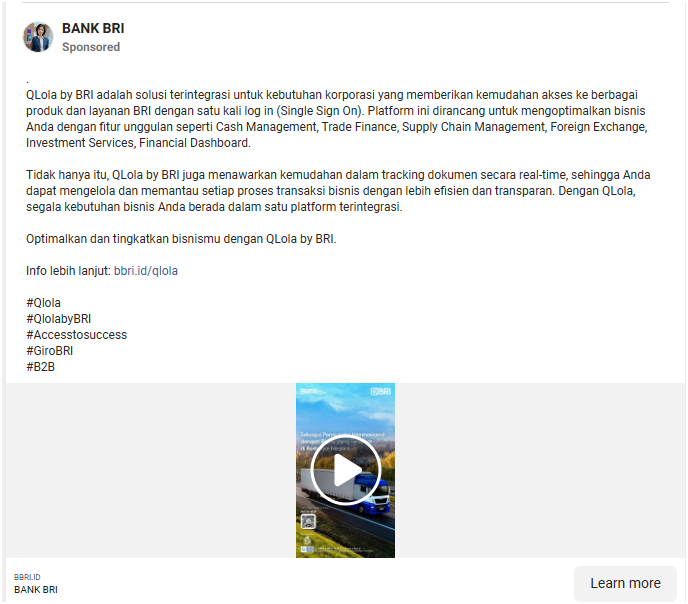 BANK BRI
Sponsored
.
QLola by BRI adalah solusi terintegrasi untuk kebutuhan korporasi yang memberikan kemudahan akses ke berbagai
produk dan layanan BRI dengan satu kali log in (Single Sign On). Platform ini dirancang untuk mengoptimalkan bisnis
Anda dengan fitur unggulan seperti Cash Management, Trade Finance, Supply Chain Management, Foreign Exchange,
Investment Services, Financial Dashboard.
Tidak hanya itu, QLola by BRI juga menawarkan kemudahan dalam tracking dokumen secara real-time, sehingga Anda
dapat mengelola dan memantau setiap proses transaksi bisnis dengan lebih efisien dan transparan. Dengan QLola,
segala kebutuhan bisnis Anda berada dalam satu platform terintegrasi.
Optimalkan dan tingkatkan bisnismu dengan QLola by BRI.
Info lebih lanjut: bbri.id/qlola
#Qlola
#QlolabyBRI
#Accesstosuccess
#GiroBRI
#B2B
BRI
Sebagai
dengan
di Berbagai Negara
BBRI.ID
BANK BRI
Learn more